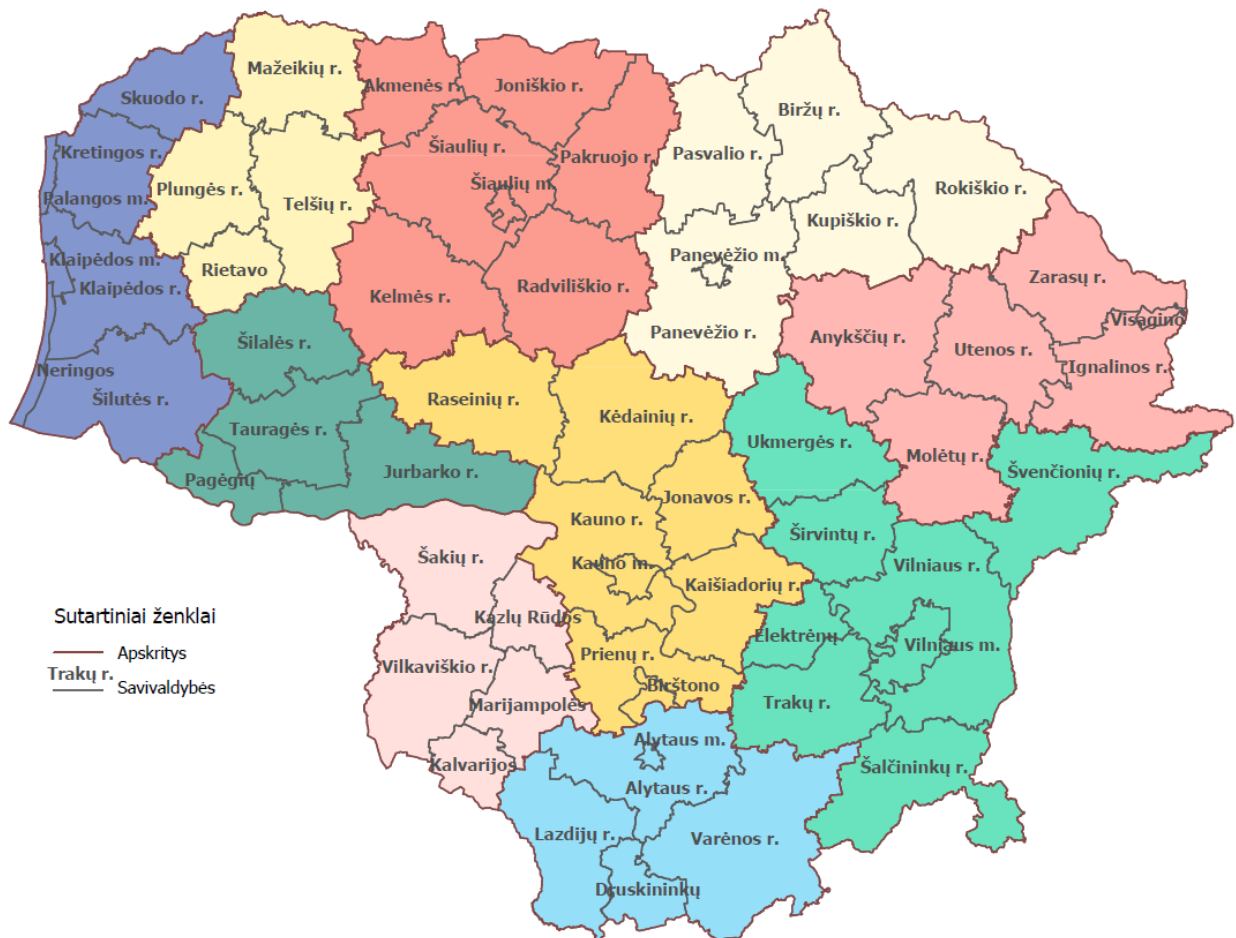 Mažeikių r.
Skuodo r.
Akmenės r.
Joniškio r.
Biržų r.
Kretingos r.
Šiaulių r.
Pakruojo r.
Pasvalio r.
Plungės r.
Šiaulių m.
Rokiškio r.
Palangos m.
Telšių r.
Kupiškio r.
Klaipėdos m.
Rietavo
Panevėžio m.
Klaipėdos r.
Kelmės r.
Radviliškio r.
Zarasų r.
Visagino
Šilalės r.
Panevėžio r.
Anykščių r.
Utenos r.
Ignalinos r.
Neringos
Šilutės r.
Raseinių r.
Kėdainių r.
Tauragės r.
Ukmergės r.
Molėtų r.
Švenčionių r.
Pagėgių
Jurbarko r.
Jonavos r.
Kauno r.
Širvintų r.
Šakių r.
Kauno m.
Kaišiadorių r.
Vilniaus r.
Kazlų Rūdos
Elektrėnų
Vilniaus m.
Vilkaviškio r.
Prienų r.
Birštono
Marijampolės
Trakų r.
Kalvarijos
Alytaus m.
Šalčininkų r.
Alytaus r.
Lazdijų r.
Varėnos r.
Druskininkų
Sutartiniai ženklai
Apskritys
Trakų r.
Savivaldybės